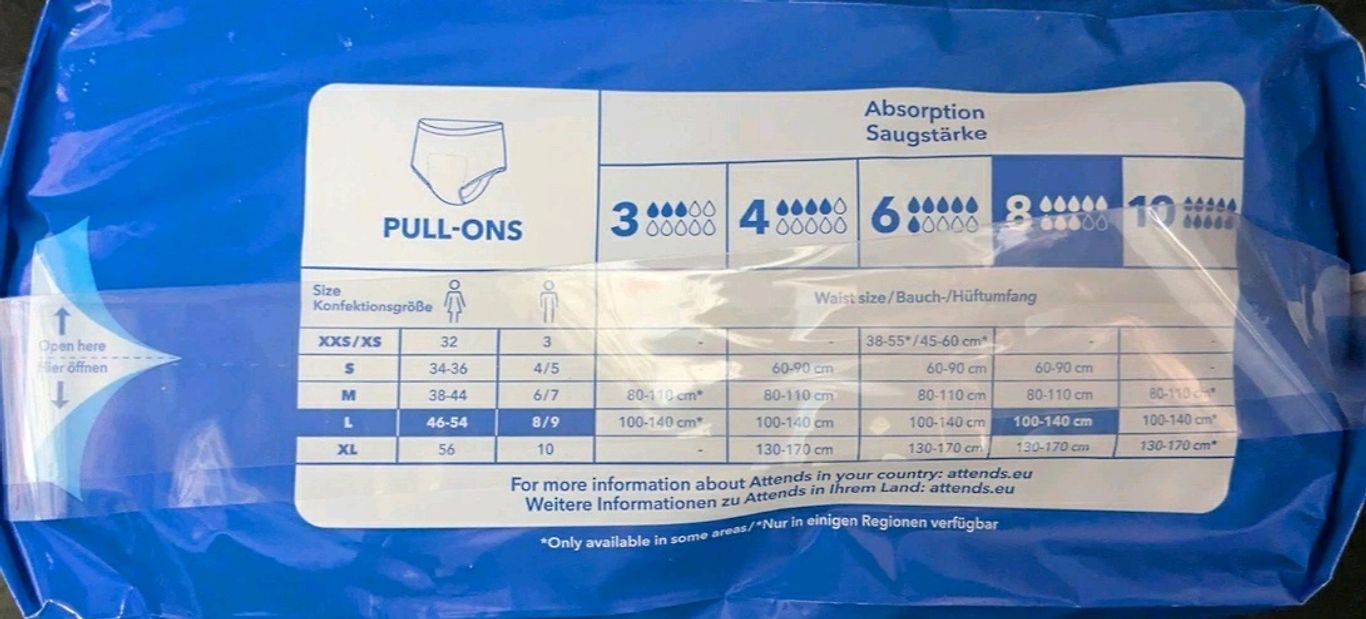 Absorption
Saugstärke
PULL-ONS
3 4 6 8 10
Size
Konfektionsgröße
Waist size/Bauch-/Hüftumfang
XXS/XS 32 3 - - 38-55*/45-60 cm* - -
S 34-36 4/5 - 60-90 cm 60-90 cm 60-90 cm -
M 38-44 6/7 80-110 cm* 80-110 cm 80-110 cm 80-110 cm 80-110 cm*
L 46-54 8/9 100-140 cm* 100-140 cm 100-140 cm 100-140 cm 100-140 cm*
XL 56 10 - 130-170 cm 130-170 cm 130-170 cm 130-170 cm*
For more information about Attends in your country: attends.eu
Weitere Informationen zu Attends in Ihrem Land: attends.eu
*Only available in some areas/*Nur in einigen Regionen verfügbar
Open here
Hier öffnen